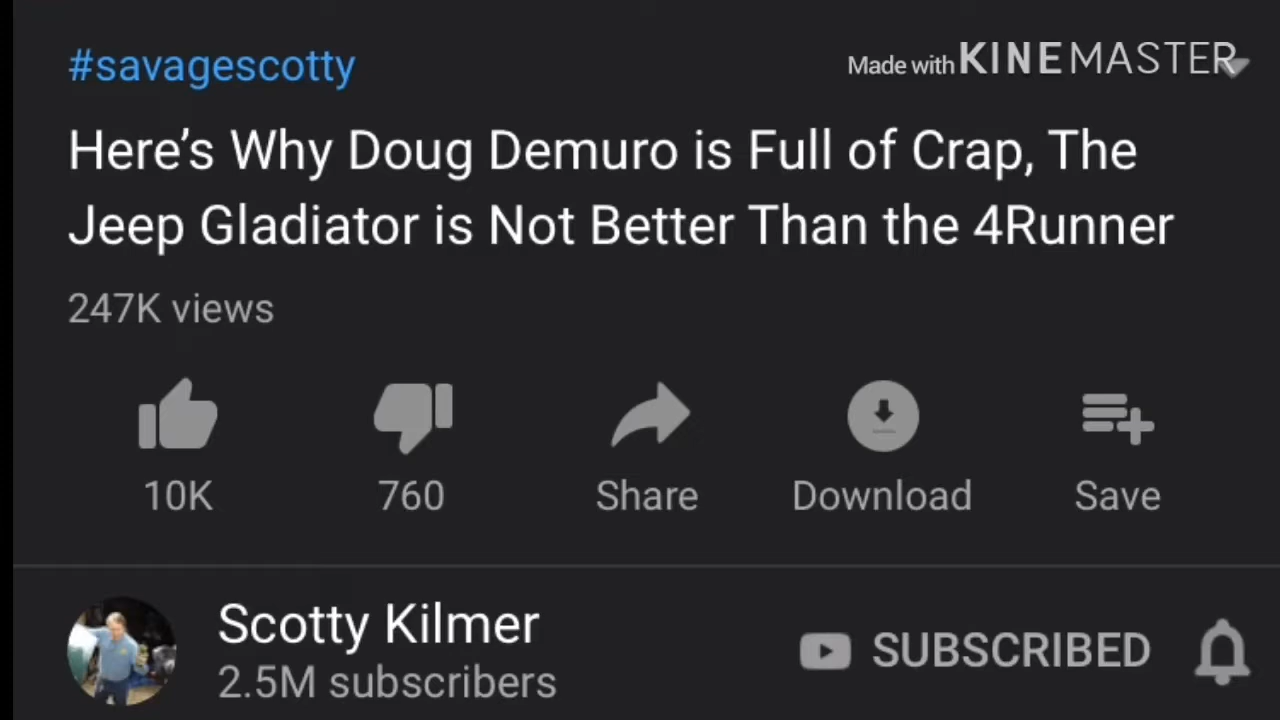 #savagescotty
Made with KINEMASTER
Here’s Why Doug Demuro is Full of Crap, The
Jeep Gladiator is Not Better Than the 4Runner
247K views
10K 760 Share Download Save
Scotty Kilmer
2.5M subscribers
SUBSCRIBED